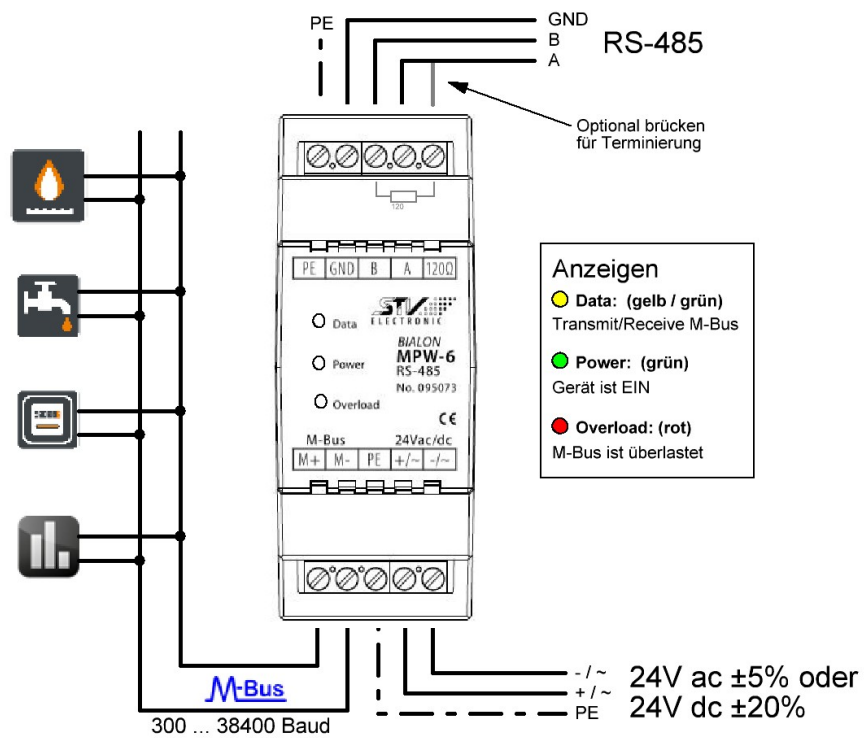 PE
GND
B
A
RS-485
Optional brücken
für Terminierung
120
PE GND B A 120Ω
Data
STV
ELECTRONIC
BIALON
MPW-6
RS-485
No. 095073
Power
Overload
CE
M-Bus 24Vac/dc
M+ M- PE +/~ -/~
Anzeigen
Data: (gelb / grün)
Transmit/Receive M-Bus
Power: (grün)
Gerät ist EIN
Overload: (rot)
M-Bus ist überlastet
M-Bus
300 ... 38400 Baud
- / ~
+ / ~
PE
24V ac ±5% oder
24V dc ±20%